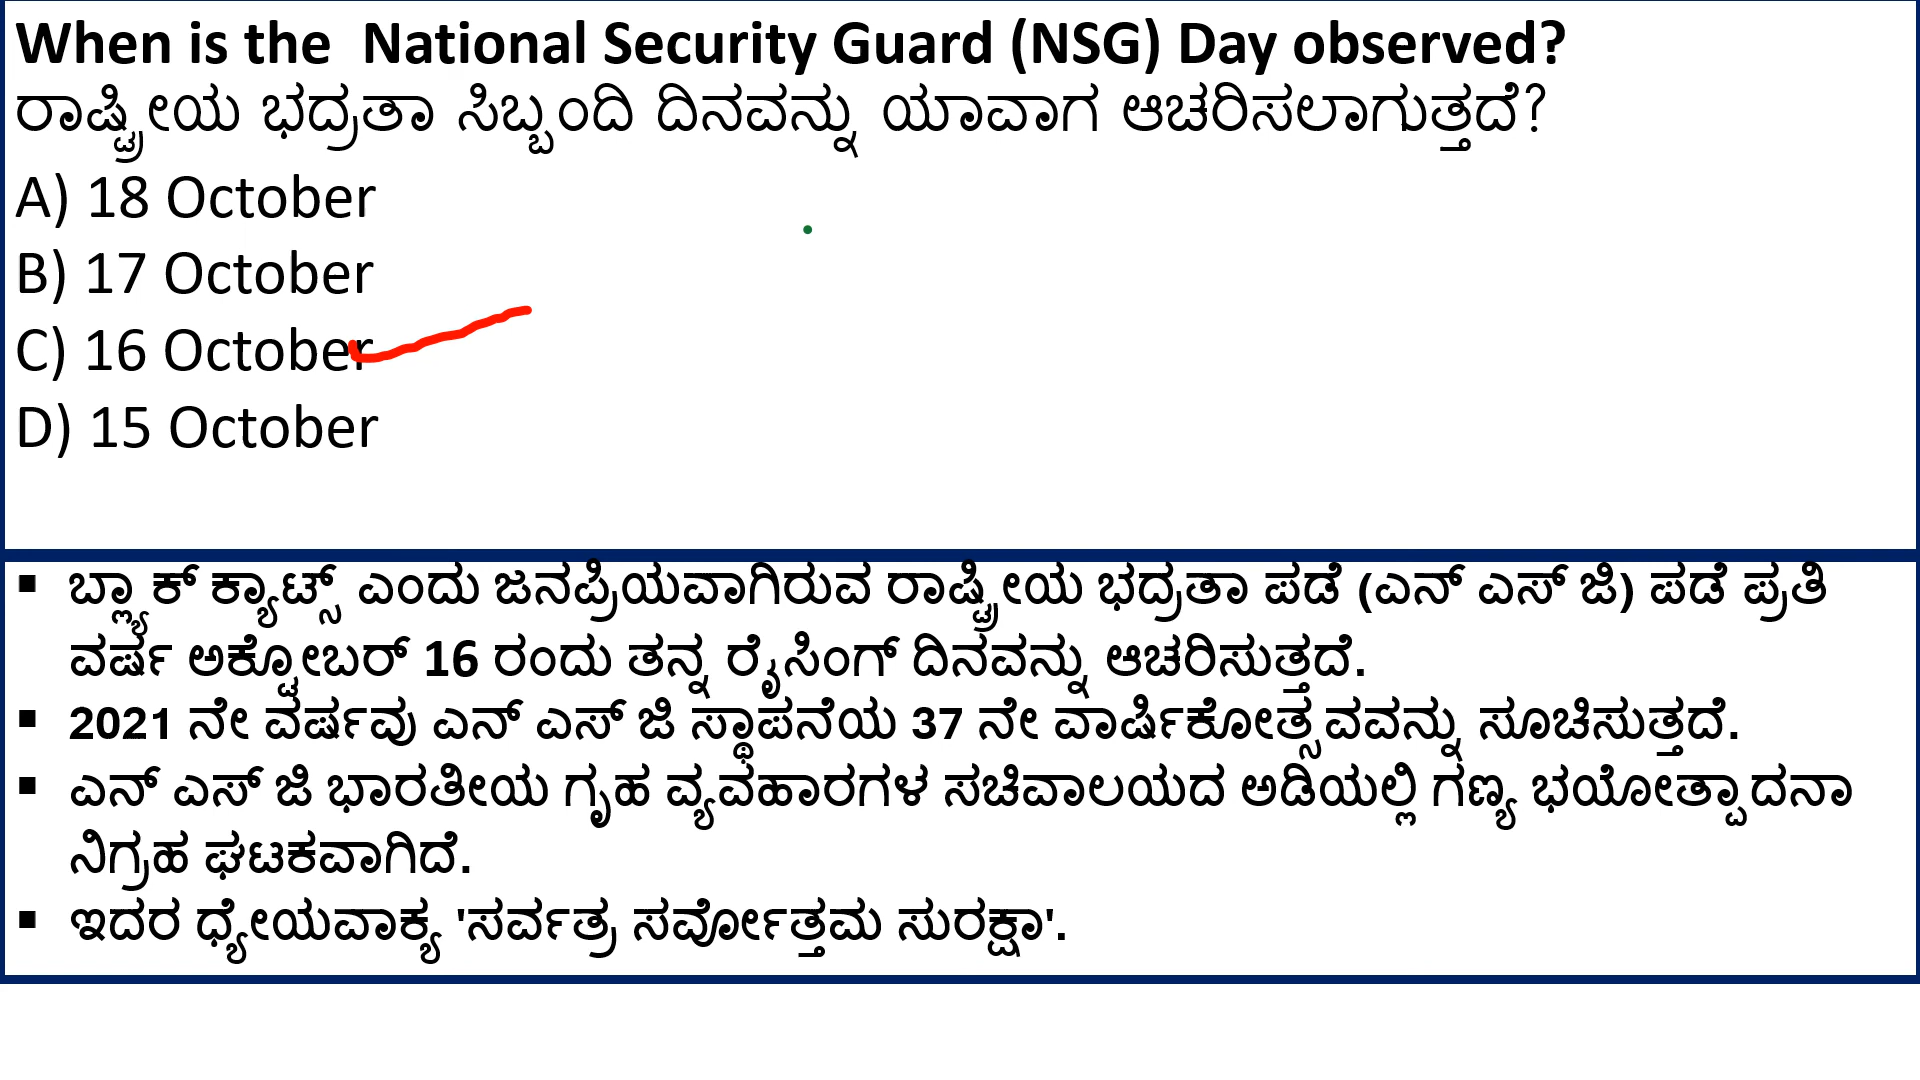 When is the National Security Guard (NSG) Day observed?
ರಾಷ್ಟ್ರೀಯ ಭದ್ರತಾ ಸಿಬ್ಬಂದಿ ದಿನವನ್ನು ಯಾವಾಗ ಆಚರಿಸಲಾಗುತ್ತದೆ?
A) 18 October
B) 17 October
C) 16 October
D) 15 October
▪ ಬ್ಲ್ಯಾಕ್ ಕ್ಯಾಟ್ಸ್ ಎಂದು ಜನಪ್ರಿಯವಾಗಿರುವ ರಾಷ್ಟ್ರೀಯ ಭದ್ರತಾ ಪಡೆ (ಎನ್ ಎಸ್ ಜಿ) ಪಡೆ ಪ್ರತಿ
ವರ್ಷ ಅಕ್ಟೋಬರ್ 16 ರಂದು ತನ್ನ ರೈಸಿಂಗ್ ದಿನವನ್ನು ಆಚರಿಸುತ್ತದೆ.
▪ 2021 ನೇ ವರ್ಷವು ಎನ್ ಎಸ್ ಜಿ ಸ್ಥಾಪನೆಯ 37 ನೇ ವಾರ್ಷಿಕೋತ್ಸವವನ್ನು ಸೂಚಿಸುತ್ತದೆ.
▪ ಎನ್ ಎಸ್ ಜಿ ಭಾರತೀಯ ಗೃಹ ವ್ಯವಹಾರಗಳ ಸಚಿವಾಲಯದ ಅಡಿಯಲ್ಲಿ ಗಣ್ಯ ಭಯೋತ್ಪಾದನಾ
ನಿಗ್ರಹ ಘಟಕವಾಗಿದೆ.
▪ ಇದರ ಧ್ಯೇಯವಾಕ್ಯ 'ಸರ್ವತ್ರ ಸರ್ವೋತ್ತಮ ಸುರಕ್ಷಾ'.